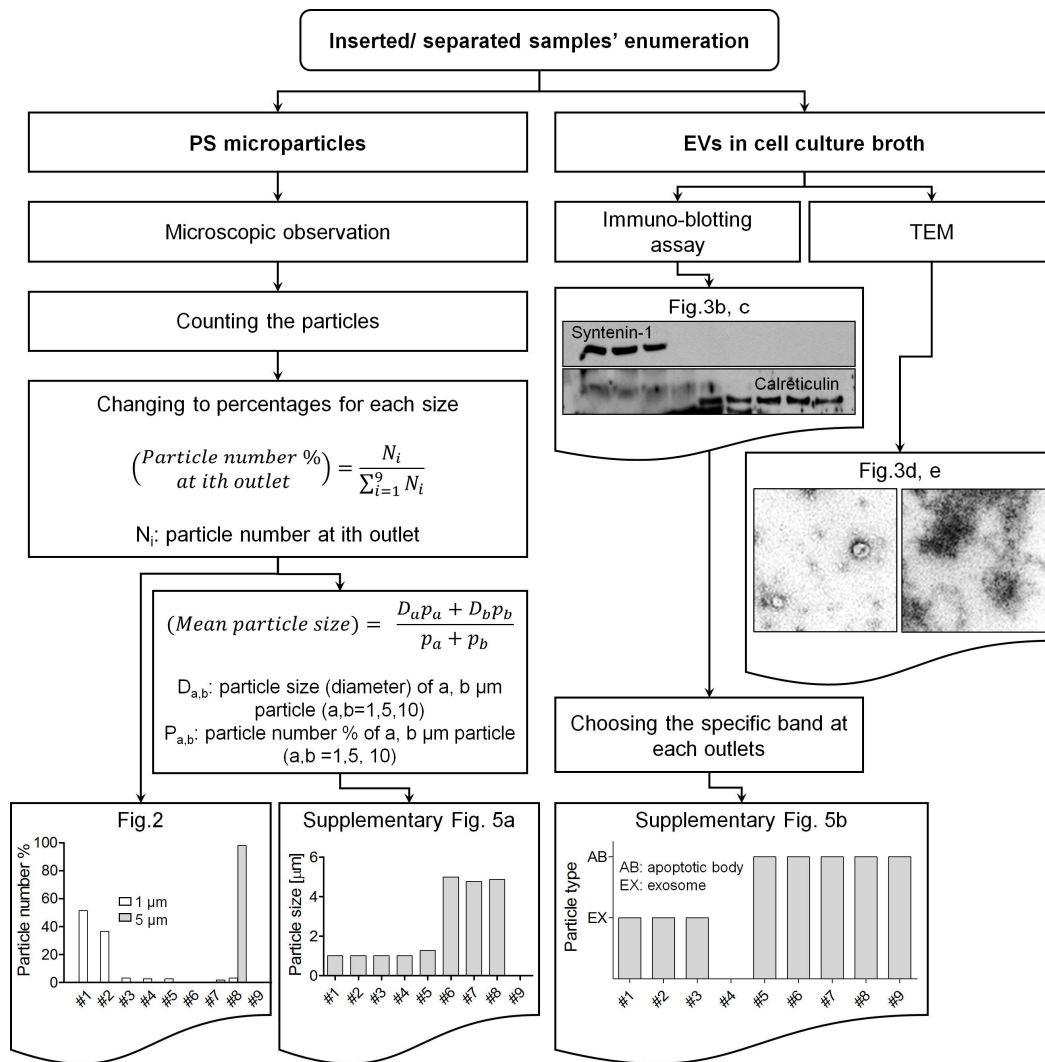 Inserted/ separated samples’ enumeration
PS microparticles
EVs in cell culture broth
Microscopic observation
Immuno-blotting
assay
TEM
Counting the particles
Fig.3b, c
Syntenin-1
Calreticulin
Changing to percentages for each size
(Particle number %
at ith outlet) = N_i / ∑_{i=1}^{9} N_i
N_i: particle number at ith outlet
Fig.3d, e
(Mean particle size) = (D_a p_a + D_b p_b) / (p_a + p_b)
D_{a,b}: particle size (diameter) of a, b µm
particle (a,b=1,5,10)
P_{a,b}: particle number % of a, b µm particle
(a,b =1,5, 10)
Choosing the specific band at
each outlets
Fig.2
Particle number %
100
80
60
40
20
0
1 µm
5 µm
#1 #2 #3 #4 #5 #6 #7 #8 #9
Supplementary Fig. 5a
Particle size [µm]
6
4
2
0
#1 #2 #3 #4 #5 #6 #7 #8 #9
Supplementary Fig. 5b
Particle type
AB
EX
AB: apoptotic body
EX: exosome
#1 #2 #3 #4 #5 #6 #7 #8 #9